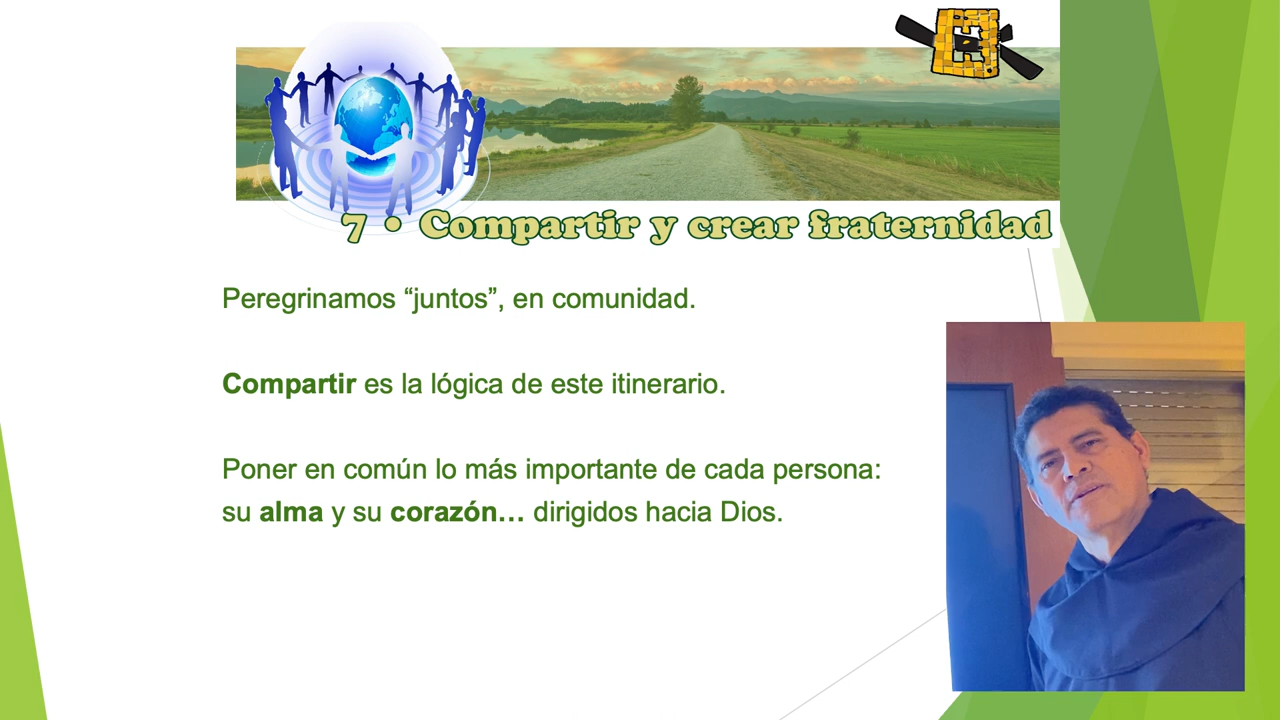 7 • Compartir y crear fraternidad
Peregrinamos “juntos”, en comunidad.
Compartir es la lógica de este itinerario.
Poner en común lo más importante de cada persona:
su alma y su corazón… dirigidos hacia Dios.